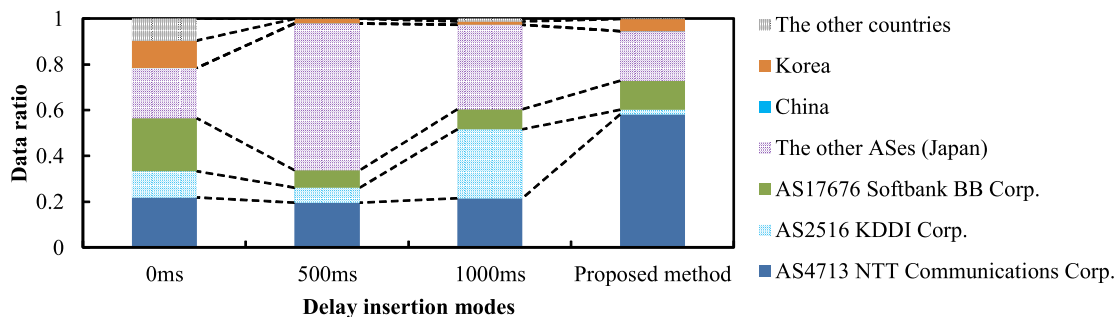 1
0.8
0.6
0.4
0.2
0
Data ratio
0ms
500ms
1000ms
Proposed method
Delay insertion modes
The other countries
Korea
China
The other ASes (Japan)
AS17676 Softbank BB Corp.
AS2516 KDDI Corp.
AS4713 NTT Communications Corp.